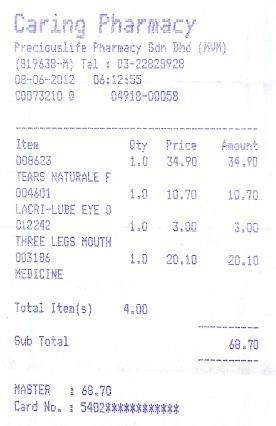 Caring Pharmacy
Preciouslife Pharmacy Sdn Bhd (MVM)
(819638-M) Tel : 03-22828928
08-06-2012 06:12:55
C0073210 @ 04918-00058
Item Qty Price Amount
008623 1.0 34.90 34.90
TEARS NATURALE F
004601 1.0 10.70 10.70
LACRI-LUBE EYE O
012242 1.0 3.00 3.00
THREE LEGS MOUTH
003186 1.0 20.10 20.10
MEDICINE
Total Item(s) 4.00
Sub Total 68.70
MASTER : 68.70
Card No. : 5402************